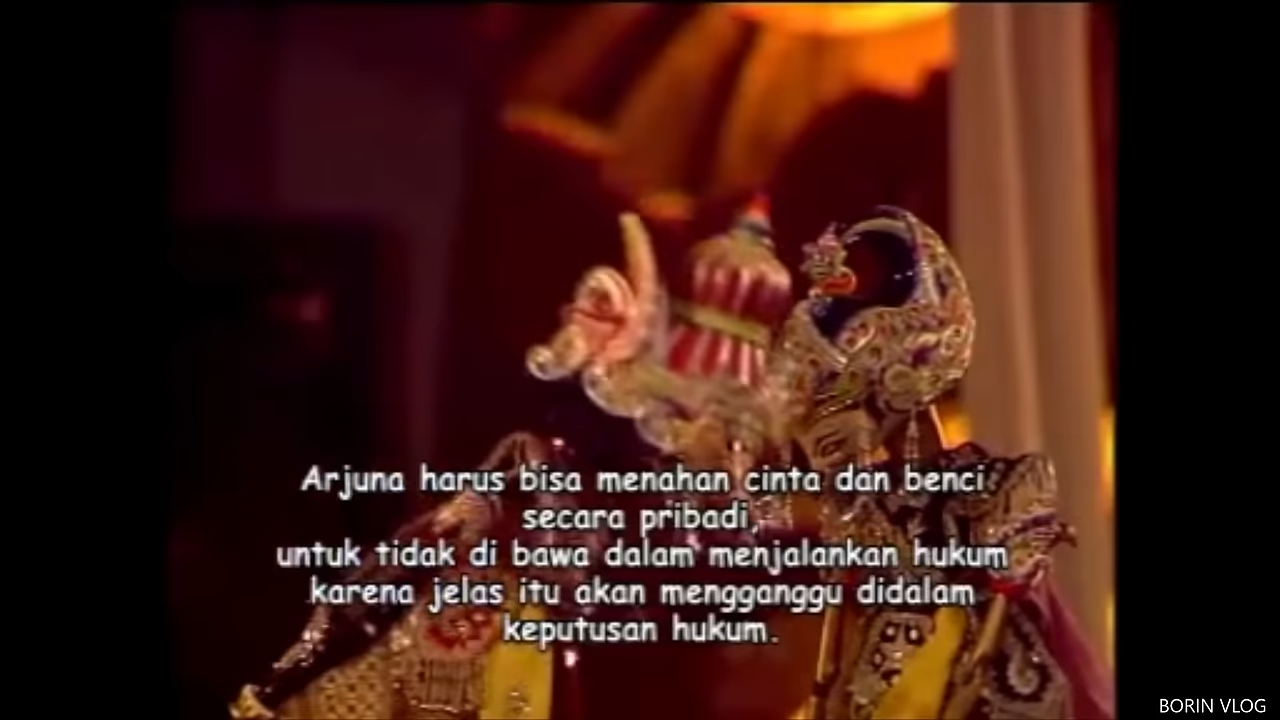 Arjuna harus bisa menahan cinta dan benci
secara pribadi,
untuk tidak di bawa dalam menjalankan hukum
karena jelas itu akan mengganggu didalam
keputusan hukum.
BORIN VLOG